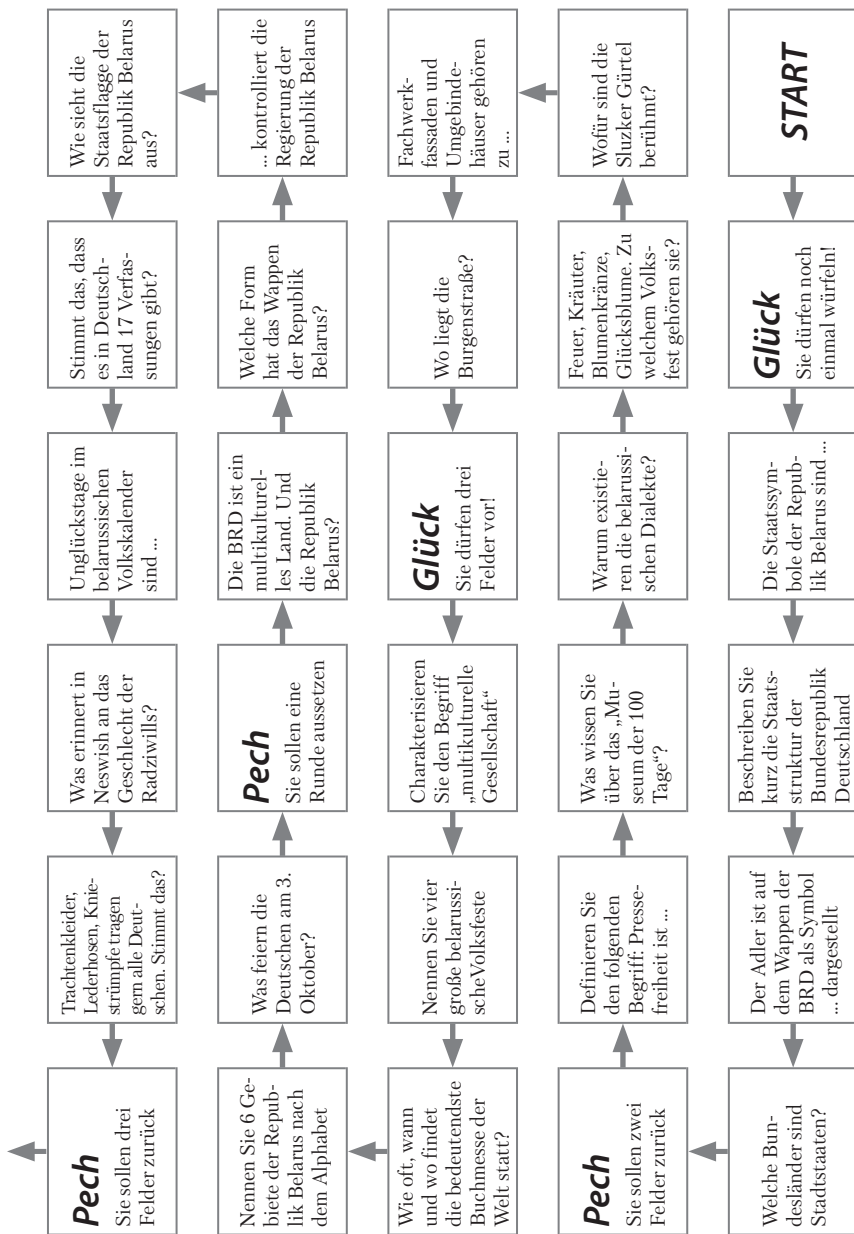 Wie sieht die
Staatsflagge der
Republik Belarus
aus?
... kontrolliert die
Regierung der
Republik Belarus
Fachwerk-
fassaden und
Umgebinde-
häuser gehören
zu ...
Wofür sind die
Sluzker Gürtel
berühmt?
START
Stimmt das, dass
es in Deutsch-
land 17 Verfas-
sungen gibt?
Welche Form
hat das Wappen
der Republik
Belarus?
Wo liegt die
Burgenstraße?
Feuer, Kräuter,
Blumenkränze,
Glücksblume. Zu
welchem Volks-
fest gehören sie?
Glück
Sie dürfen noch
einmal würfeln!
Unglückstage im
belarussischen
Volkskalender
sind ...
Die BRD ist ein
multikulturel-
les Land. Und
die Republik
Belarus?
Glück
Sie dürfen drei
Felder vor!
Warum existie-
ren die belarussi-
schen Dialekte?
Die Staatssym-
bole der Repub-
lik Belarus sind ...
Was erinnert in
Neswish an das
Geschlecht der
Radziwills?
Pech
Sie sollen eine
Runde aussetzen
Charakterisieren
Sie den Begriff
„multikulturelle
Gesellschaft“
Was wissen Sie
über das „Mu-
seum der 100
Tage“?
Beschreiben Sie
kurz die Staats-
struktur der
Bundesrepublik
Deutschland
Trachtenkleider,
Lederhosen, Knie-
strümpfe tragen
gern alle Deut-
schen. Stimmt das?
Was feiern die
Deutschen am 3.
Oktober?
Nennen Sie vier
große belarussi-
scheVolksfeste
Definieren Sie
den folgenden
Begriff: Presse-
freiheit ist ...
Der Adler ist auf
dem Wappen der
BRD als Symbol
... dargestellt
Pech
Sie sollen drei
Felder zurück
Nennen Sie 6 Ge-
biete der Repub-
lik Belarus nach
dem Alphabet
Wie oft, wann
und wo findet
die bedeutendste
Buchmesse der
Welt statt?
Pech
Sie sollen zwei
Felder zurück
Welche Bun-
desländer sind
Stadtstaaten?